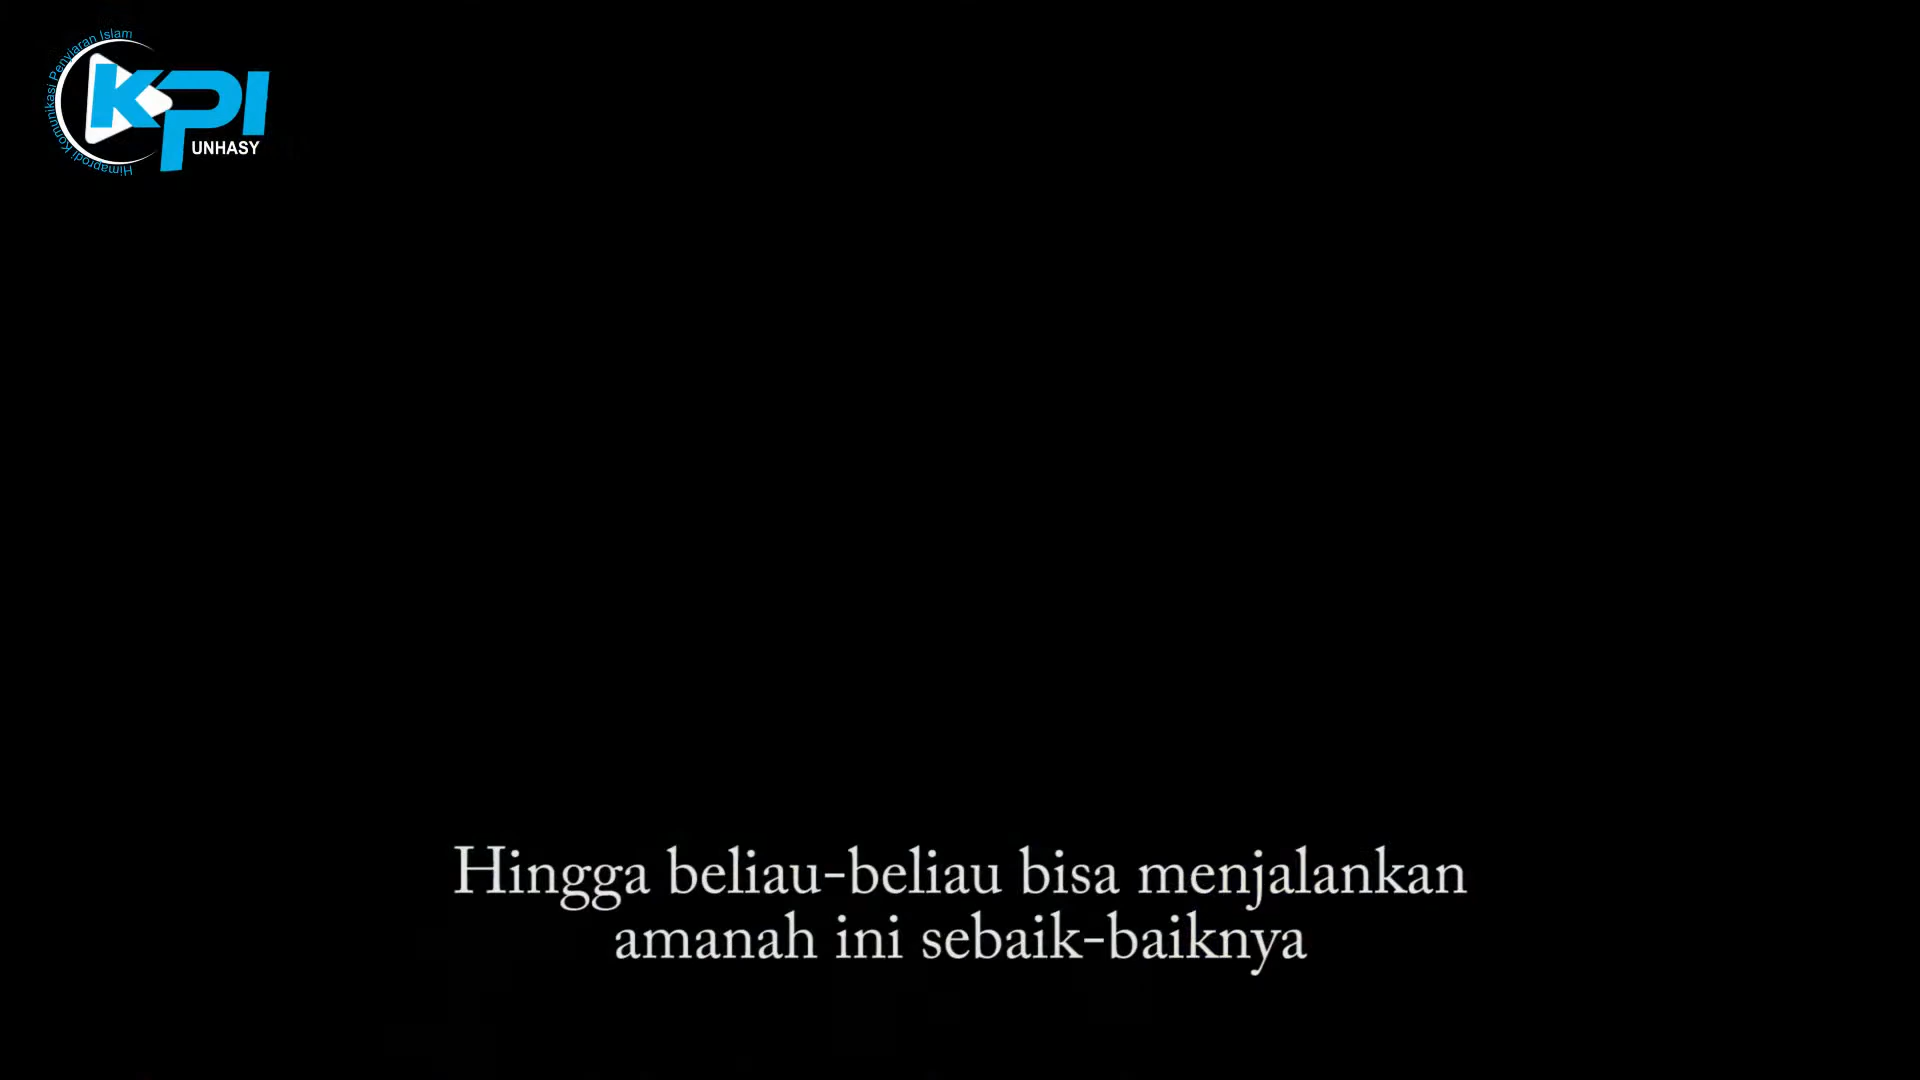 Himaprodi Komunikasi Penyiaran Islam
KPI
UNHASY
Hingga beliau-beliau bisa menjalankan
amanah ini sebaik-baiknya